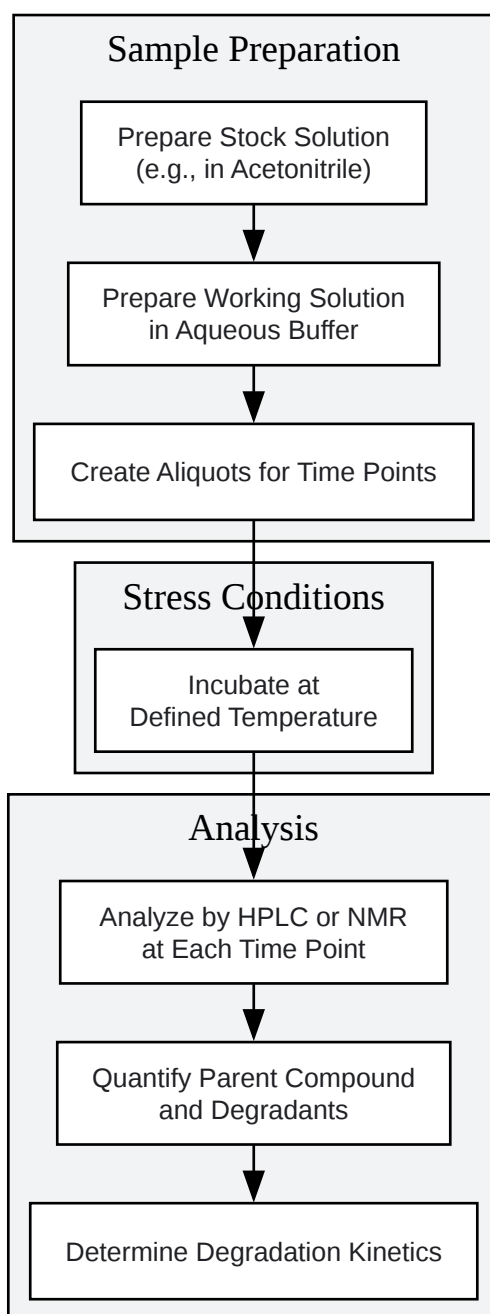 Sample Preparation
Prepare Stock Solution
(e.g., in Acetonitrile)
Prepare Working Solution
in Aqueous Buffer
Create Aliquots for Time Points
Stress Conditions
Incubate at
Defined Temperature
Analysis
Analyze by HPLC or NMR
at Each Time Point
Quantify Parent Compound
and Degradants
Determine Degradation Kinetics